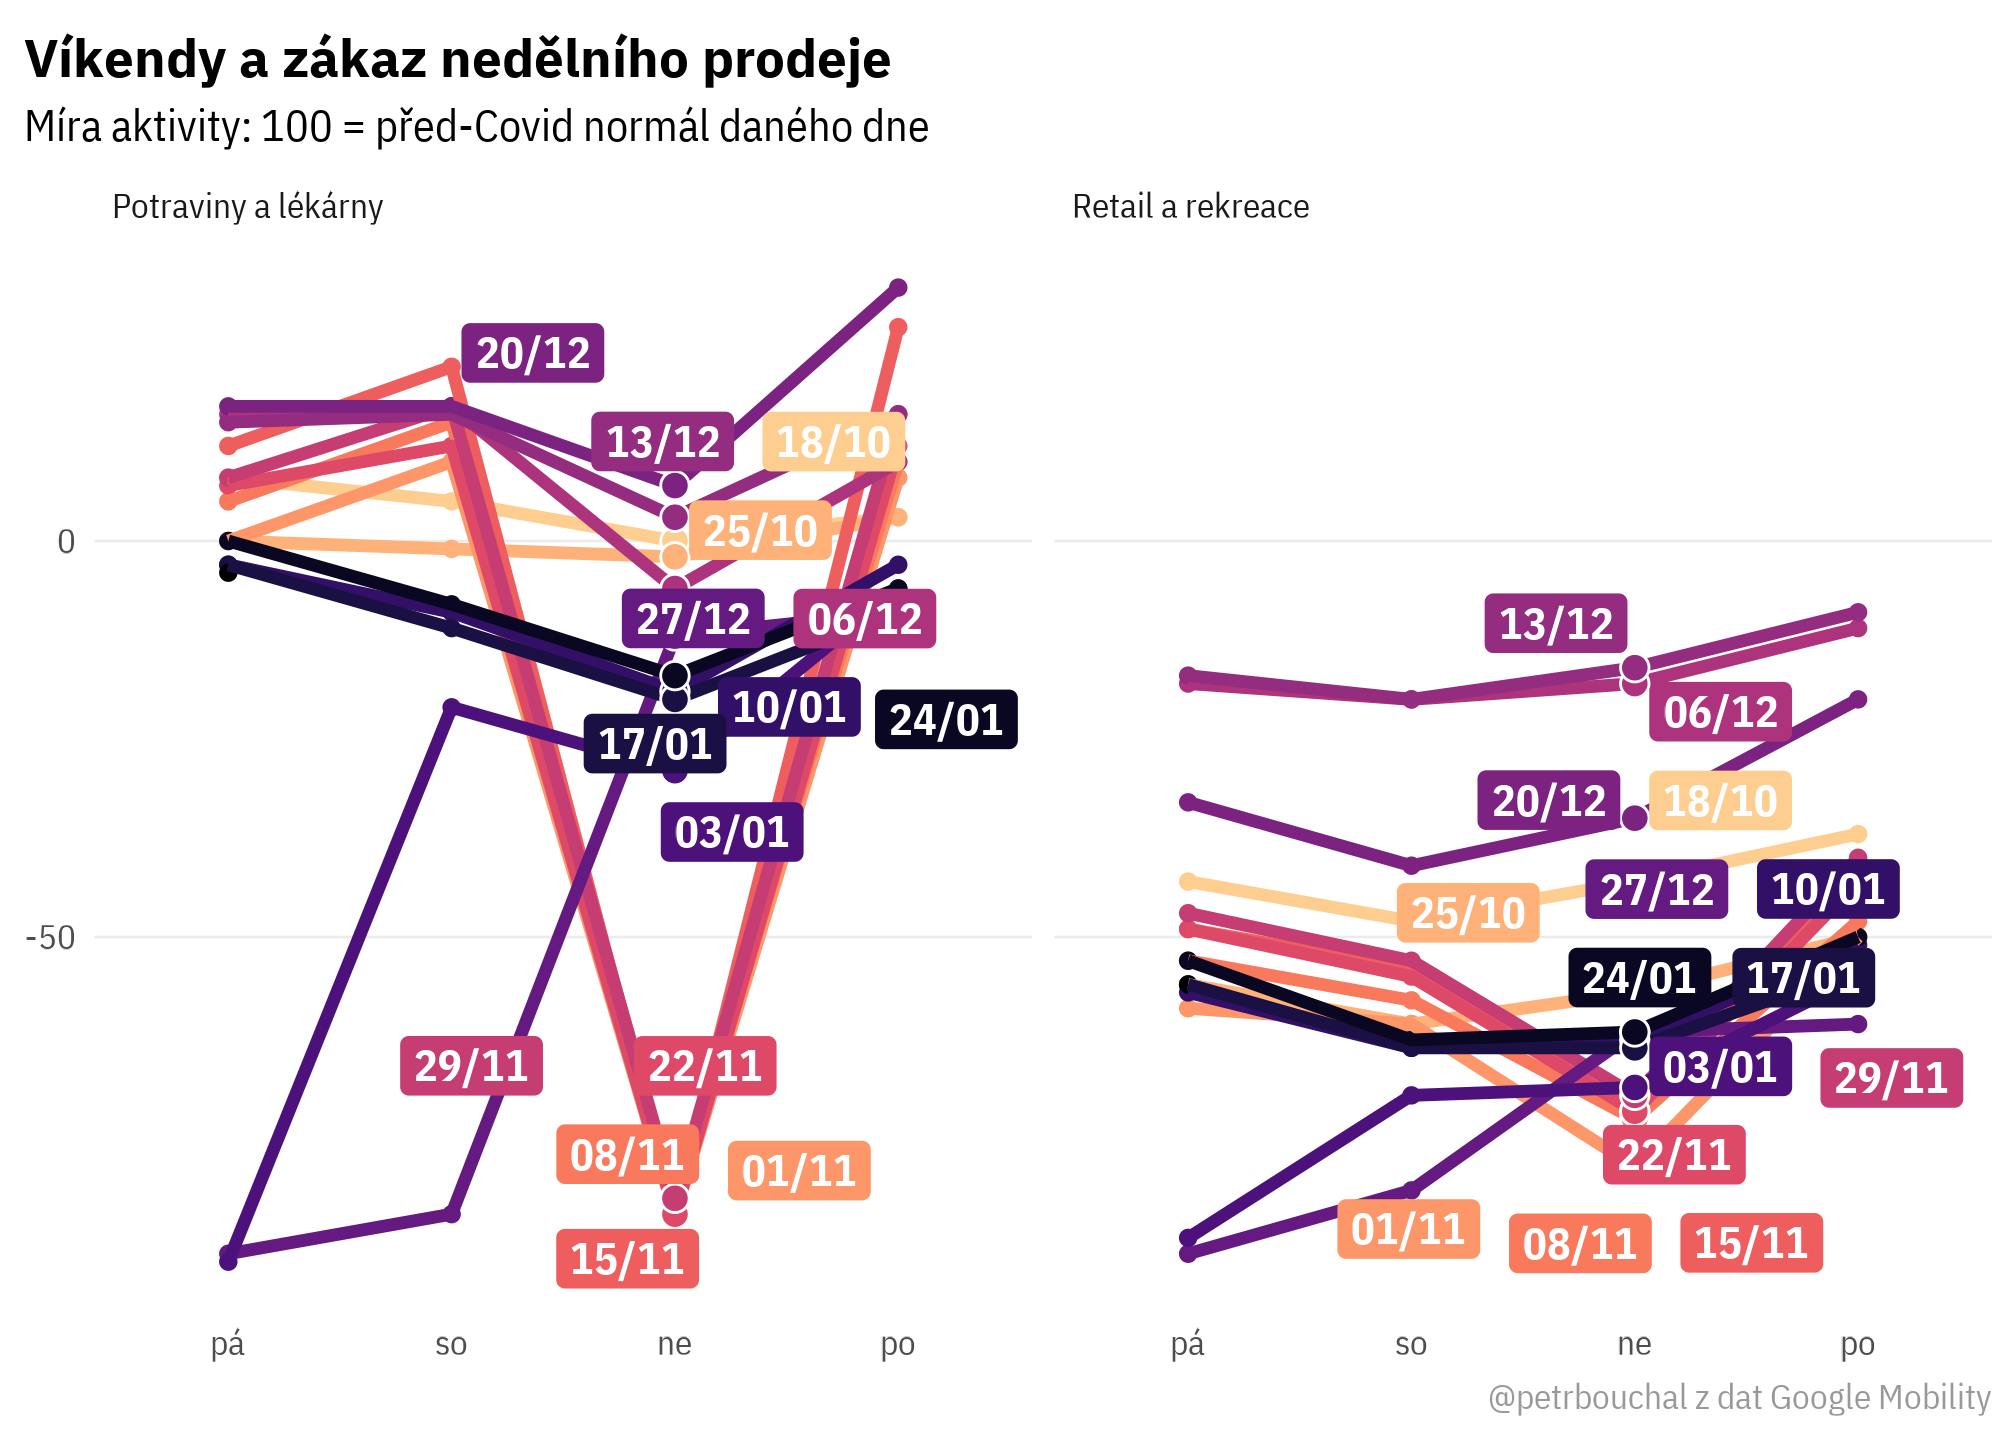 Víkendy a zákaz nedělního prodeje
Míra aktivity: 100 = před-Covid normál daného dne
Potraviny a lékárny
20/12
13/12
18/10
25/10
0
27/12
06/12
10/01
24/01
17/01
03/01
-50
29/11
22/11
08/11
01/11
15/11
pá
so
ne
po
Retail a rekreace
13/12
06/12
20/12
18/10
27/12
10/01
25/10
24/01
17/01
03/01
29/11
22/11
01/11
08/11
15/11
pá
so
ne
po
@petrbouchal z dat Google Mobility